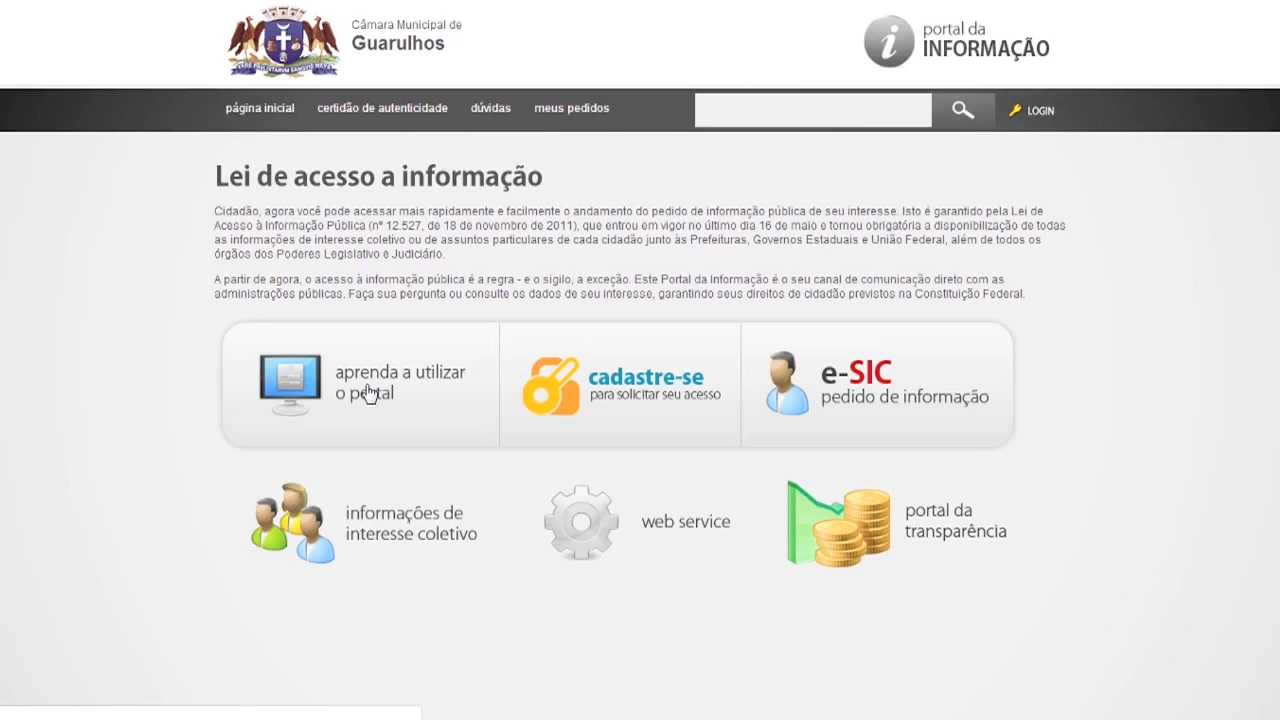 Câmara Municipal de
Guarulhos
portal da
INFORMAÇÃO
página inicial certidão de autenticidade dúvidas meus pedidos LOGIN
Lei de acesso a informação
Cidadão, agora você pode acessar mais rapidamente e facilmente o andamento do pedido de informação pública de seu interesse. Isto é garantido pela Lei de
Acesso à Informação Pública (nº 12.527, de 18 de novembro de 2011), que entrou em vigor no último dia 16 de maio e tornou obrigatória a disponibilização de todas
as informações de interesse coletivo ou de assuntos particulares de cada cidadão junto às Prefeituras, Governos Estaduais e União Federal, além de todos os
órgãos dos Poderes Legislativo e Judiciário.
A partir de agora, o acesso à informação pública é a regra - e o sigilo, a exceção. Este Portal da Informação é o seu canal de comunicação direto com as
administrações públicas. Faça sua pergunta ou consulte os dados de seu interesse, garantindo seus direitos de cidadão previstos na Constituição Federal.
aprenda a utilizar
o portal
cadastre-se
para solicitar seu acesso
e-SIC
pedido de informação
informações de
interesse coletivo
web service
portal da
transparência